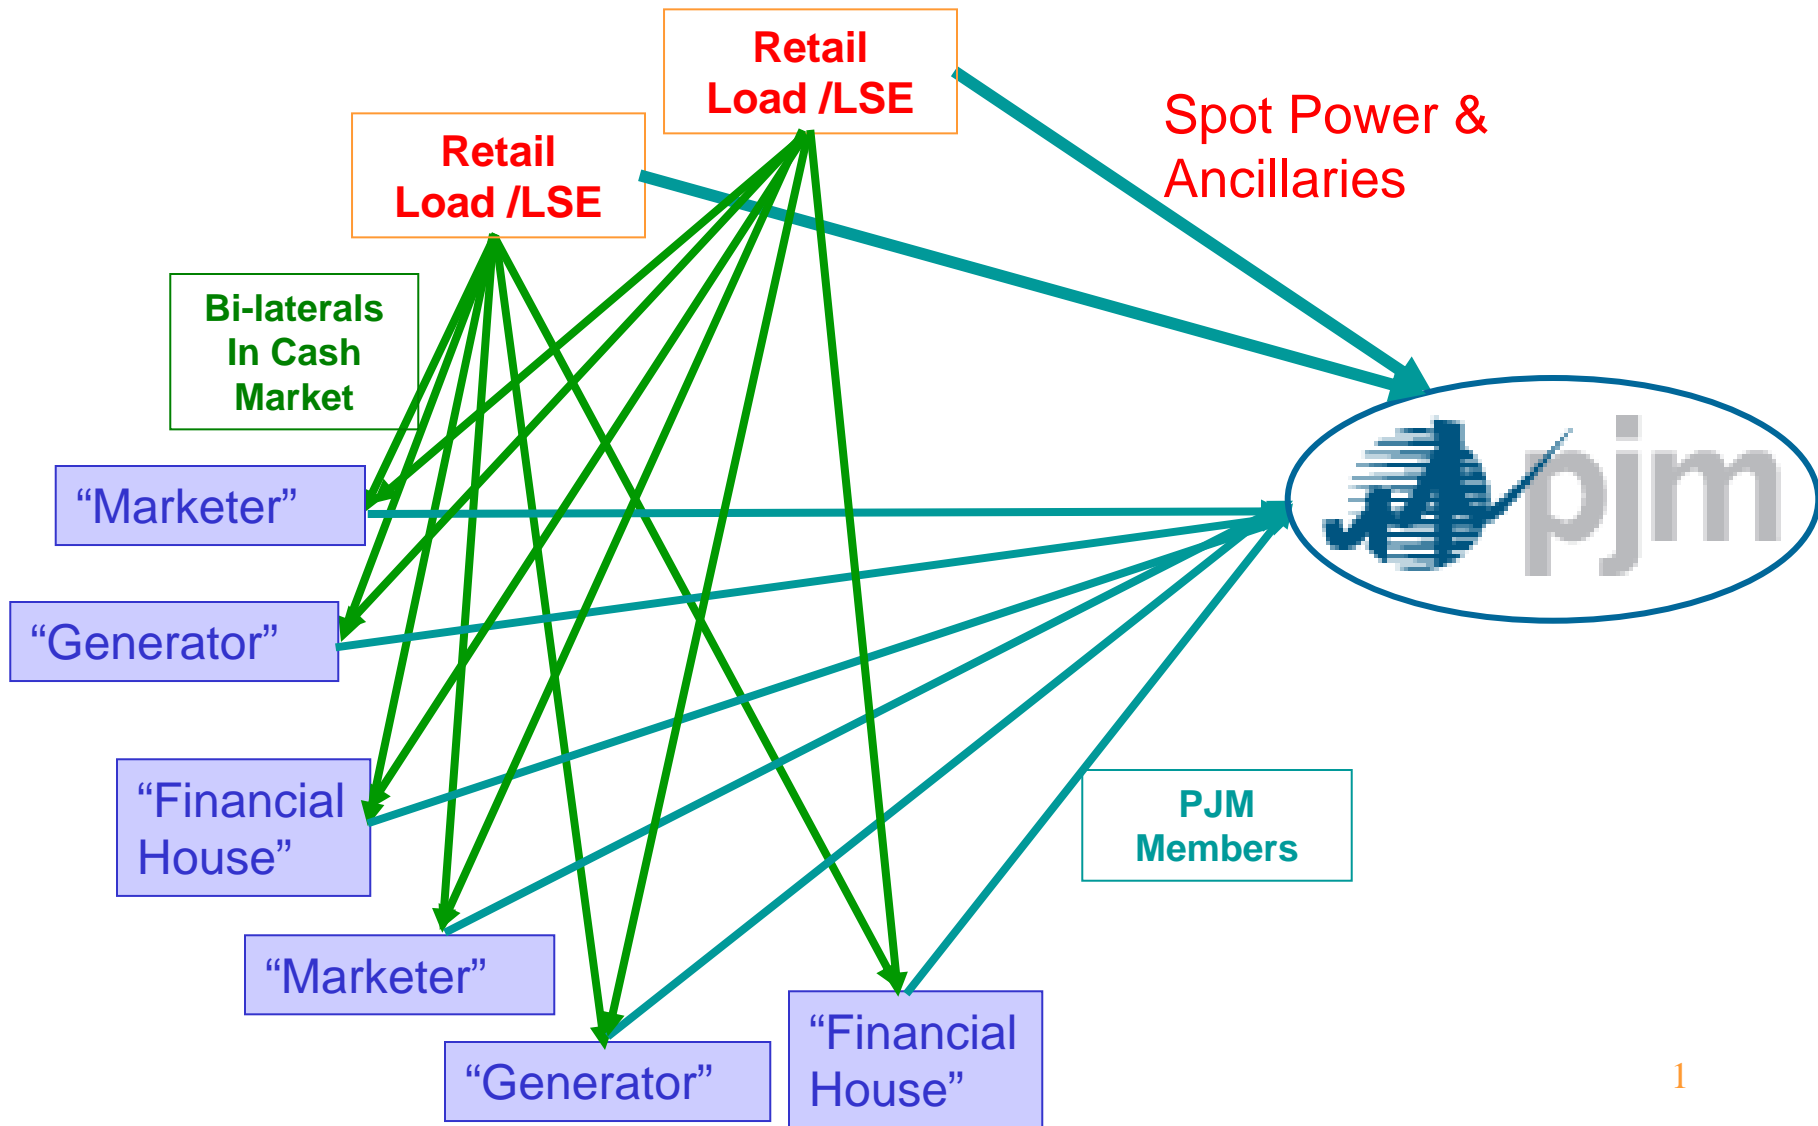 Retail
Load /LSE
Spot Power &
Ancillaries
Retail
Load /LSE
Bi-laterals
In Cash
Market
“Marketer”
pjm
“Generator”
“Financial
House”
PJM
Members
“Marketer”
“Generator”
“Financial
House”
1